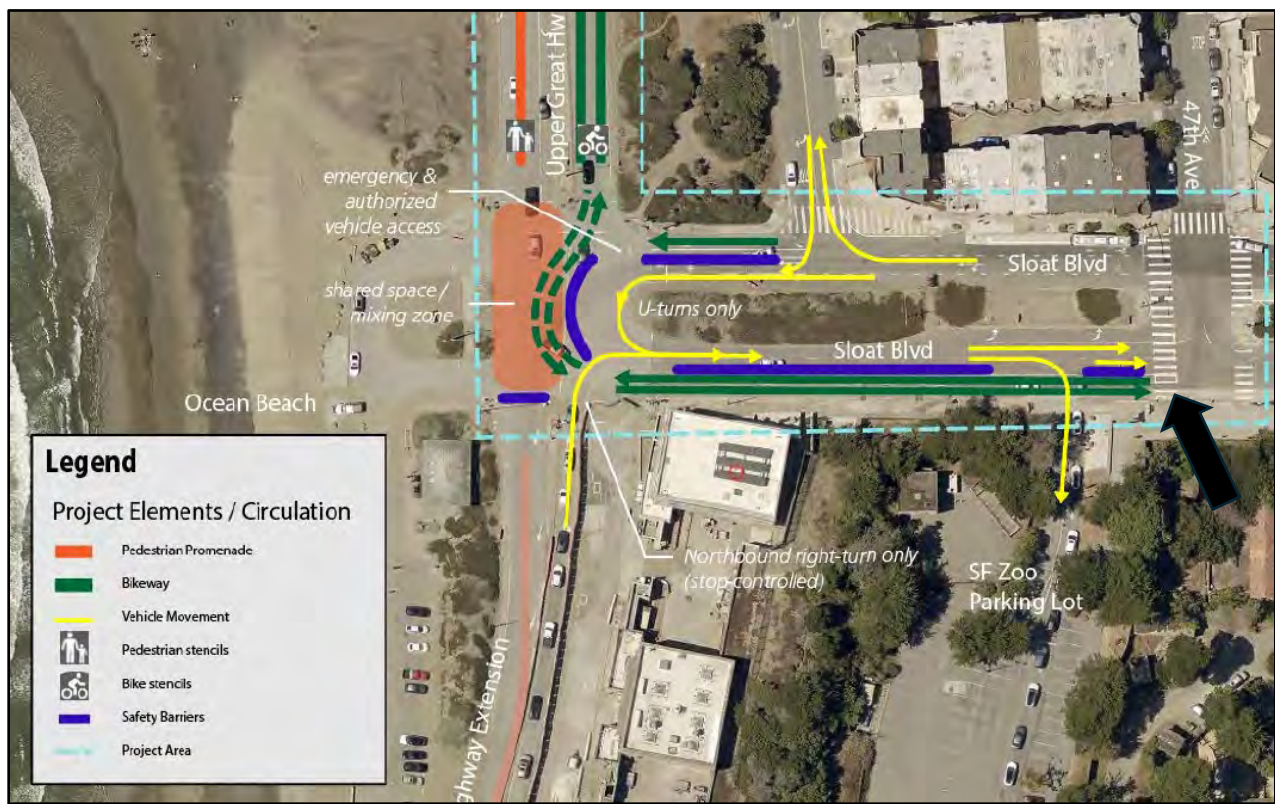 Upper Great Hw
47th Ave
STOP
emergency &
authorized
vehicle access
Sloat Blvd
shared space /
mixing zone
U-turns only
Sloat Blvd
Ocean Beach
Legend
Project Elements / Circulation
Pedestrian Promenade
Bikeway
Vehicle Movement
Pedestrian stencils
Bike stencils
Safety Barriers
Project Area
Northbound right-turn only
(stop-controlled)
SF Zoo
Parking Lot
ghway Extension